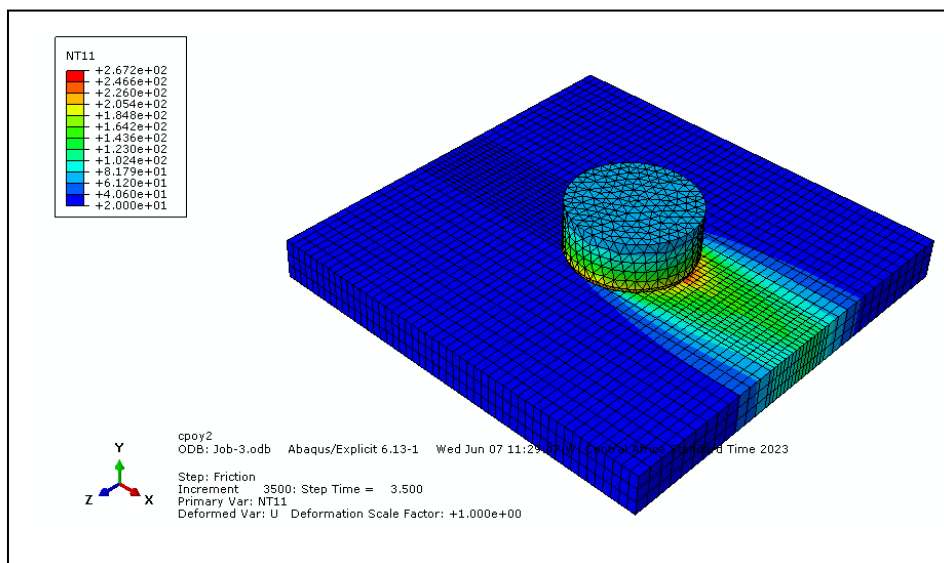 NT11
+2.672e+02
+2.466e+02
+2.260e+02
+2.054e+02
+1.848e+02
+1.642e+02
+1.436e+02
+1.230e+02
+1.024e+02
+8.179e+01
+6.120e+01
+4.060e+01
+2.000e+01
cpoy2
ODB: Job-3.odb Abaqus/Explicit 6.13-1 Wed Jun 07 Time 2023
Step: Friction
Increment 3500: Step Time = 3.500
Primary Var: NT11
Deformed Var: U Deformation Scale Factor: +1.000e+00
Y
Z
X